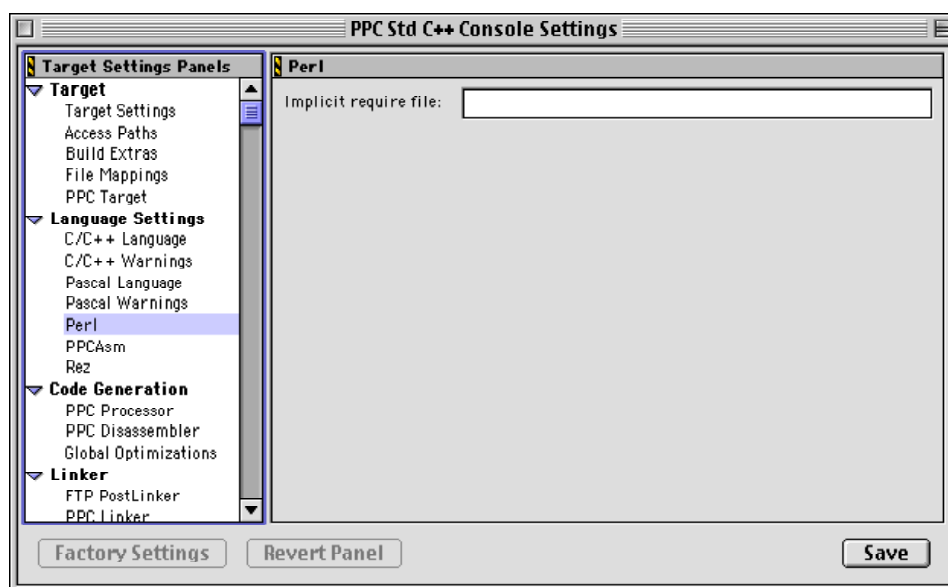 PPC Std C++ Console Settings
Target Settings Panels
Target
Target Settings
Access Paths
Build Extras
File Mappings
PPC Target
Language Settings
C/C++ Language
C/C++ Warnings
Pascal Language
Pascal Warnings
Perl
PPCAsm
Rez
Code Generation
PPC Processor
PPC Disassembler
Global Optimizations
Linker
FTP PostLinker
PPC Linker
Perl
Implicit require file:
Factory Settings
Revert Panel
Save